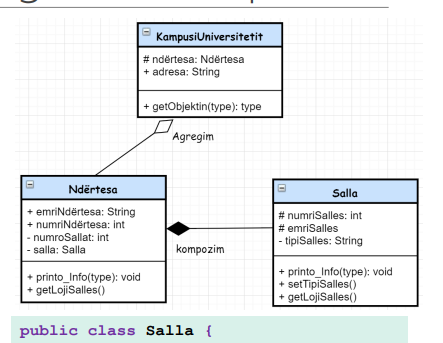 KampusiUniversitetit
# ndërtesa: Ndërtesa
+ adresa: String
+ getObjektin(type): type
Agregim
Ndërtesa
+ emriNdërtesa: String
+ numriNdërtesa: int
- numroSallat: int
- salla: Salla
+ printo_Info(type): void
+ getLojiSalles()
kompozim
Salla
# numriSalles: int
# emriSalles
- tipiSalles: String
+ printo_Info(type): void
+ setTipiSalles()
+ getLojiSalles()
public class Salla {